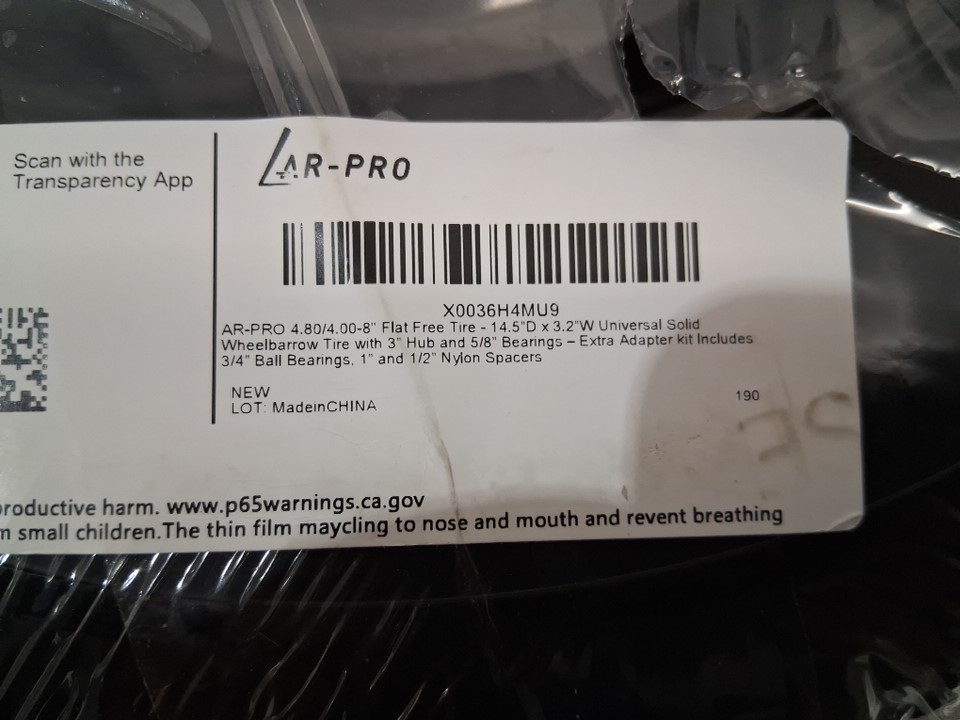 Scan with the
Transparency App
AR-PRO
X0036H4MU9
AR-PRO 4.80/4.00-8" Flat Free Tire - 14.5"D x 3.2"W Universal Solid
Wheelbarrow Tire with 3" Hub and 5/8" Bearings – Extra Adapter kit Includes
3/4" Ball Bearings, 1" and 1/2" Nylon Spacers
NEW
190
LOT: MadeinCHINA
harm. www.p65warnings.ca.gov
small children.The thin film maycling to nose and mouth and revent breathing